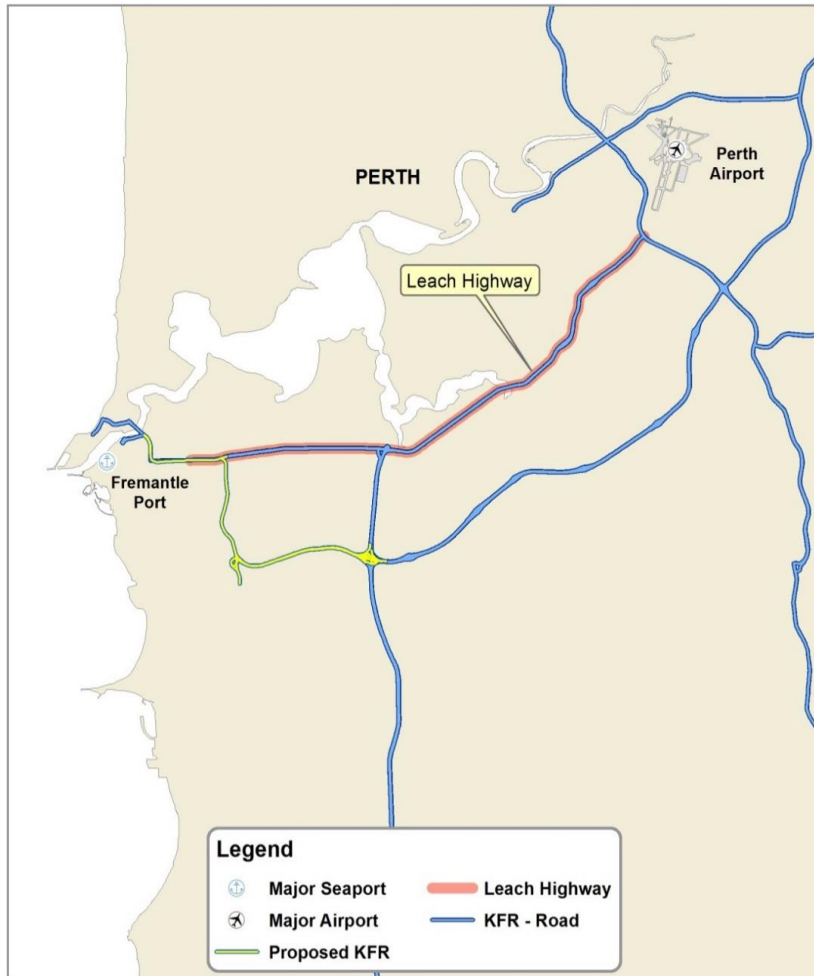 PERTH
Perth
Airport
Leach Highway
Fremantle
Port
Legend
Major Seaport
Leach Highway
Major Airport
KFR - Road
Proposed KFR